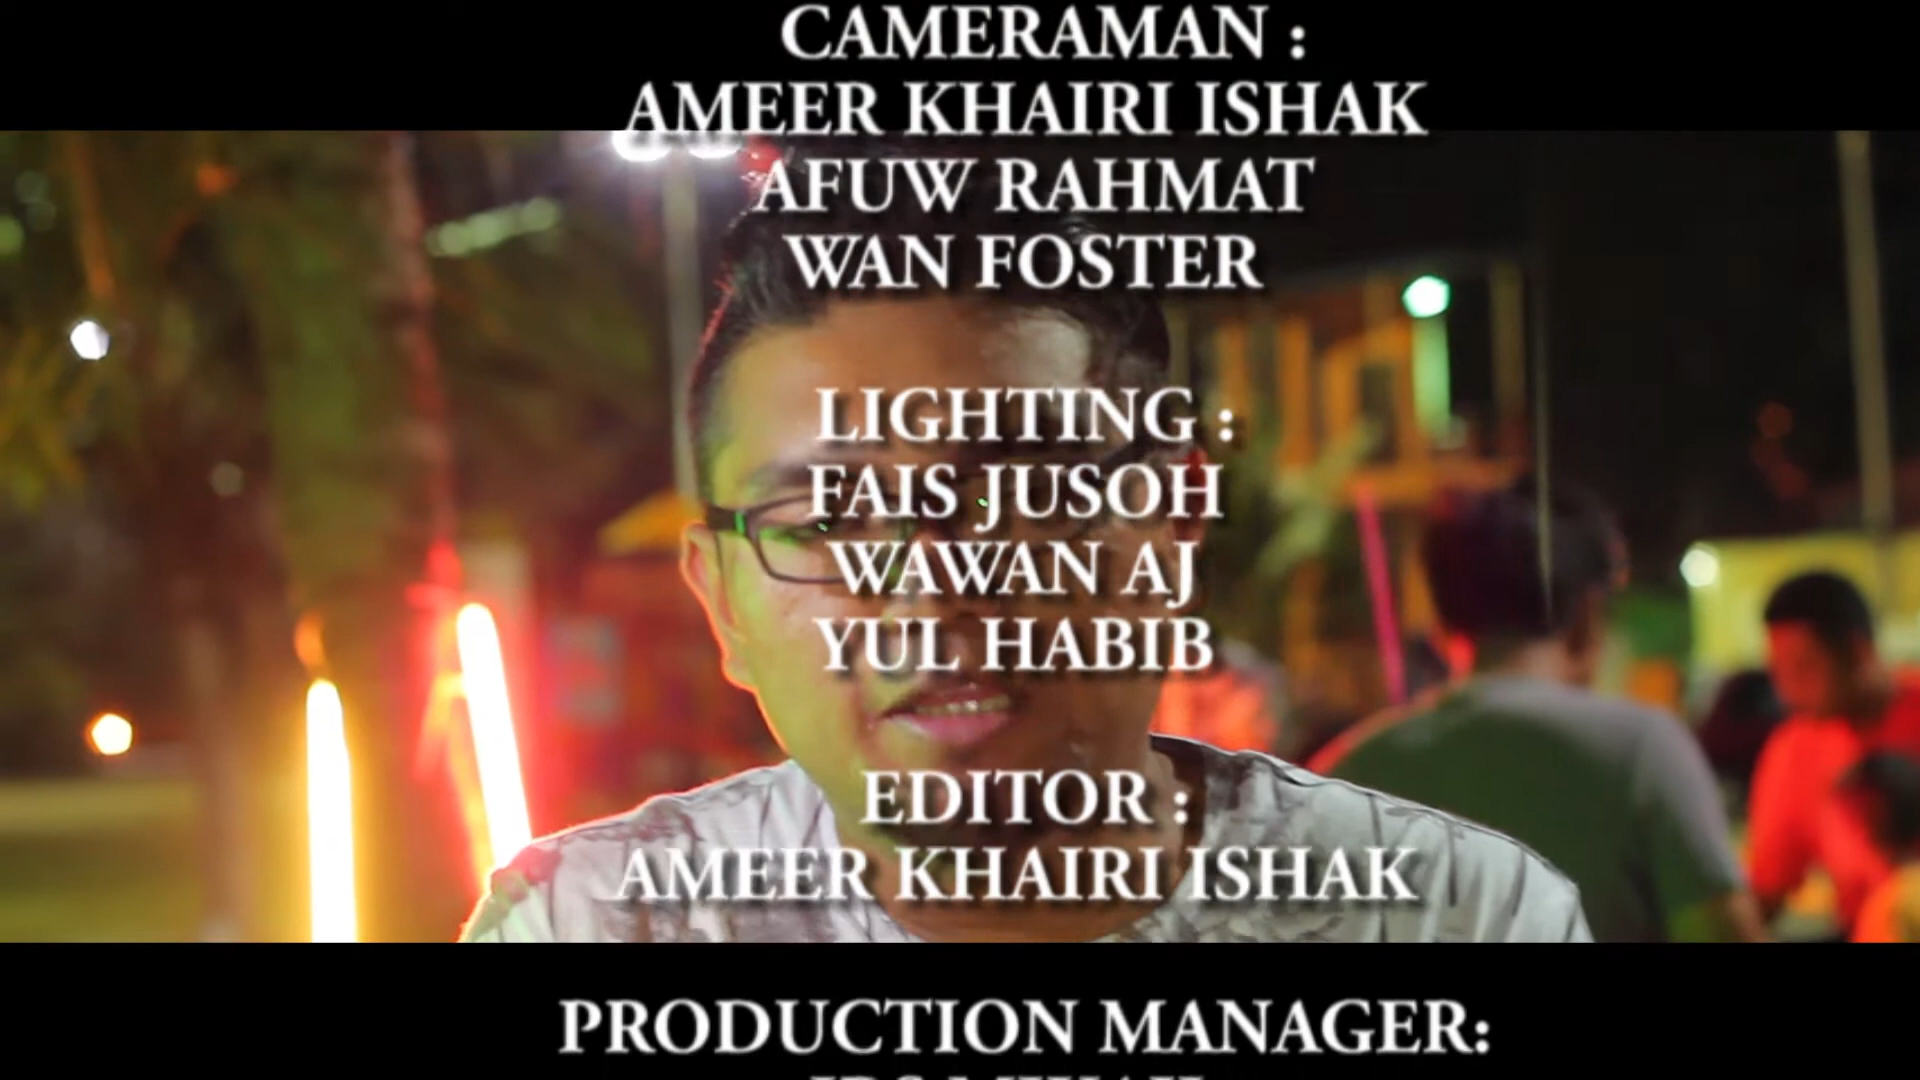 CAMERAMAN :
AMEER KHAIRI ISHAK
AFUW RAHMAT
WAN FOSTER
LIGHTING :
FAIS JUSOH
WAWAN AJ
YUL HABIB
EDITOR :
AMEER KHAIRI ISHAK
PRODUCTION MANAGER: